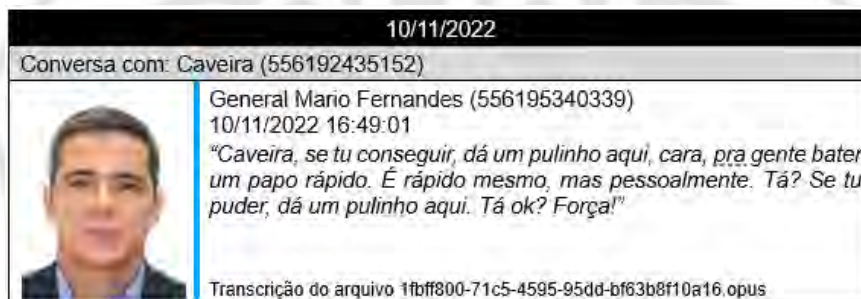 10/11/2022
Conversa com: Caveira (556192435152)
General Mario Fernandes (556195340339)
10/11/2022 16:49:01
“Caveira, se tu conseguir, dá um pulinho aqui, cara, pra gente bater
um papo rápido. É rápido mesmo, mas pessoalmente. Tá? Se tu
puder, dá um pulinho aqui. Tá ok? Força!”
Transcrição do arquivo 1fbff800-71c5-4595-95dd-bf63b8f10a16.opus